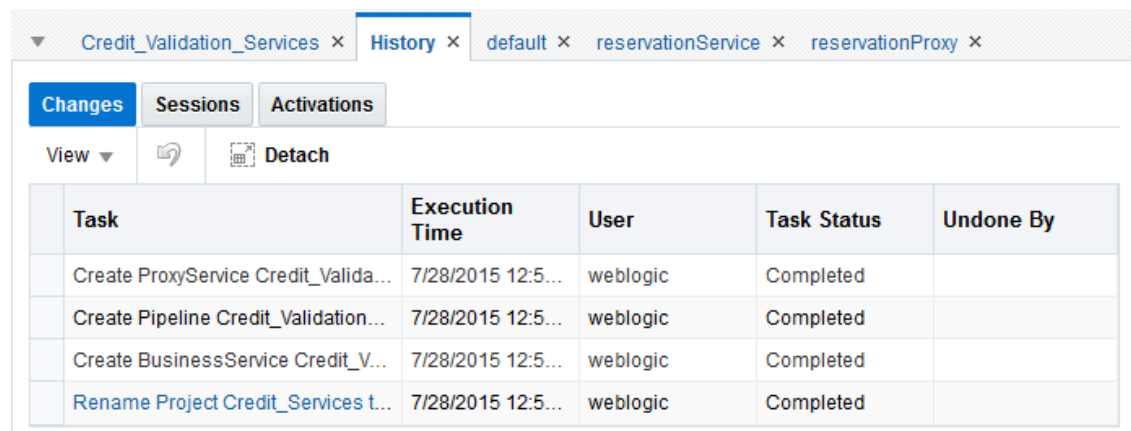 Credit_Validation_Services × History × default × reservationService × reservationProxy ×
Changes Sessions Activations
View Detach
Task Execution Time User Task Status Undone By
Create ProxyService Credit_Valida... 7/28/2015 12:5... weblogic Completed
Create Pipeline Credit_Validation... 7/28/2015 12:5... weblogic Completed
Create BusinessService Credit_V... 7/28/2015 12:5... weblogic Completed
Rename Project Credit_Services t... 7/28/2015 12:5... weblogic Completed